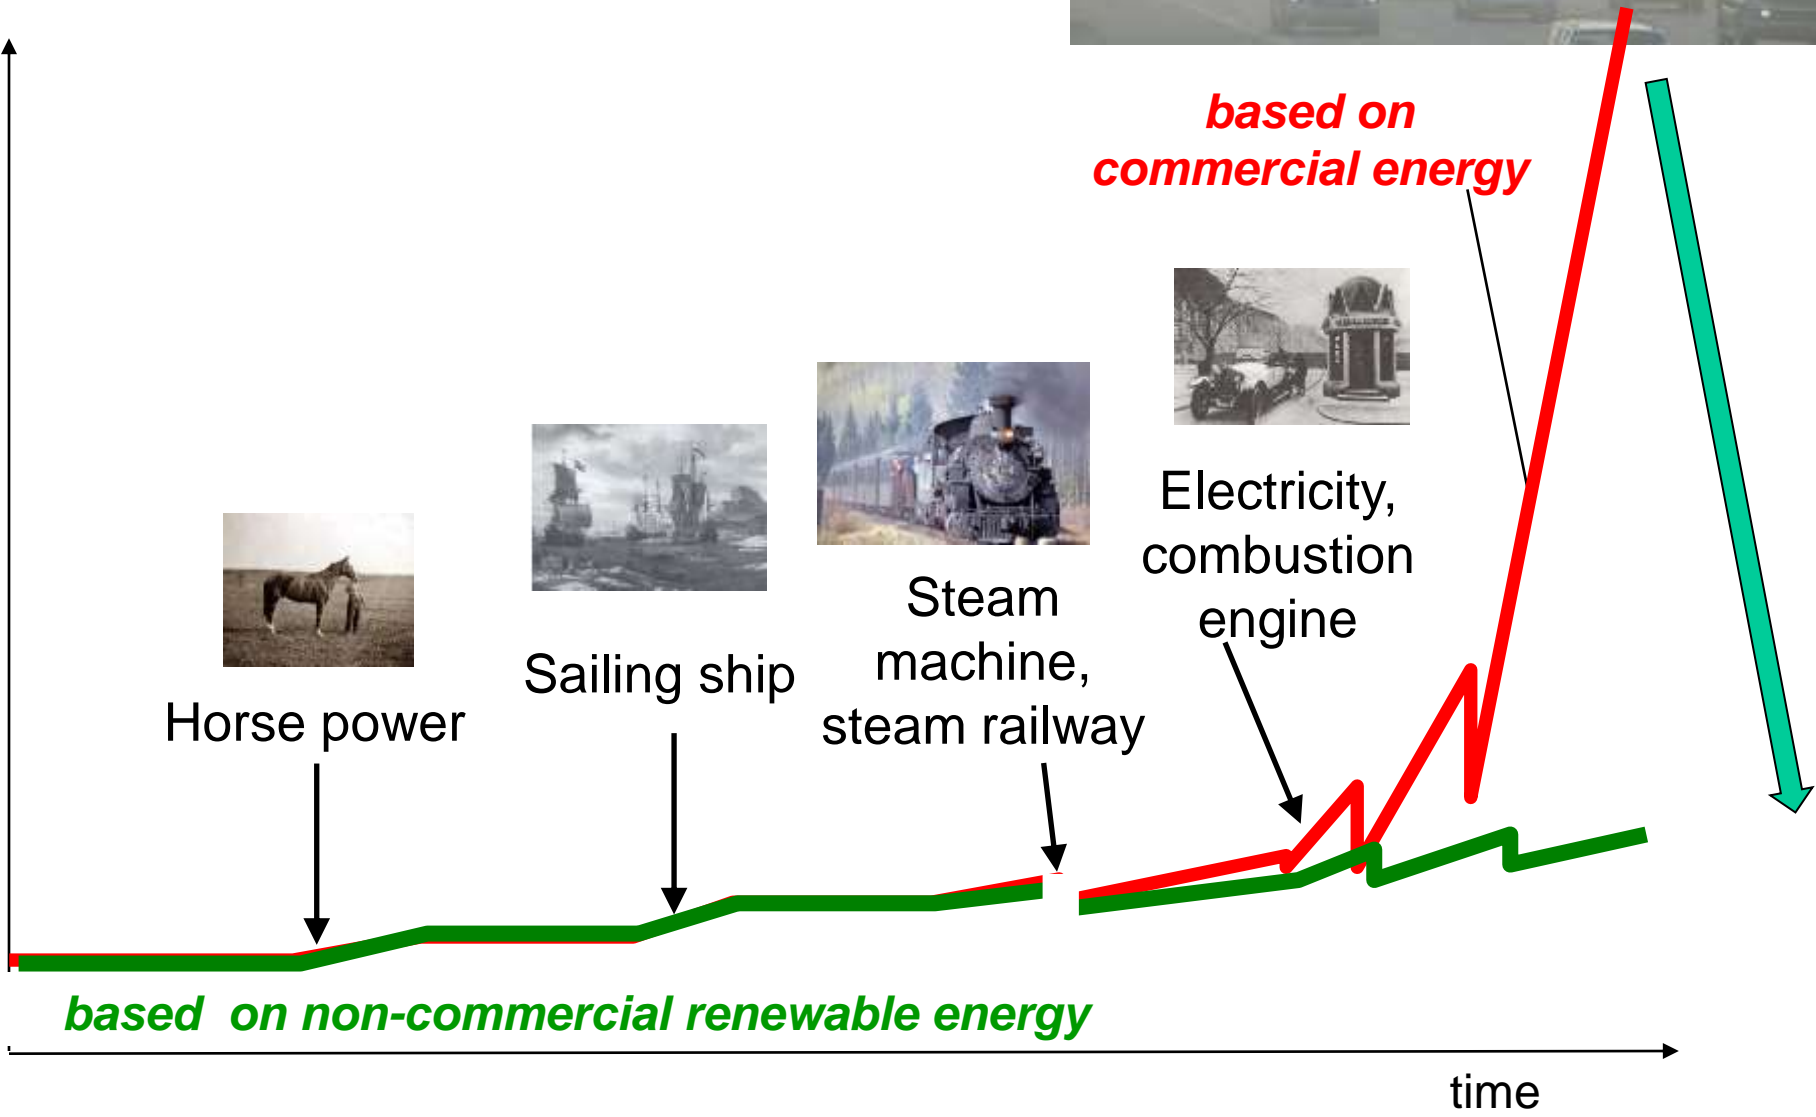 based on
commercial energy
Electricity,
combustion
engine
Steam
machine,
steam railway
Sailing ship
Horse power
based on non-commercial renewable energy
time